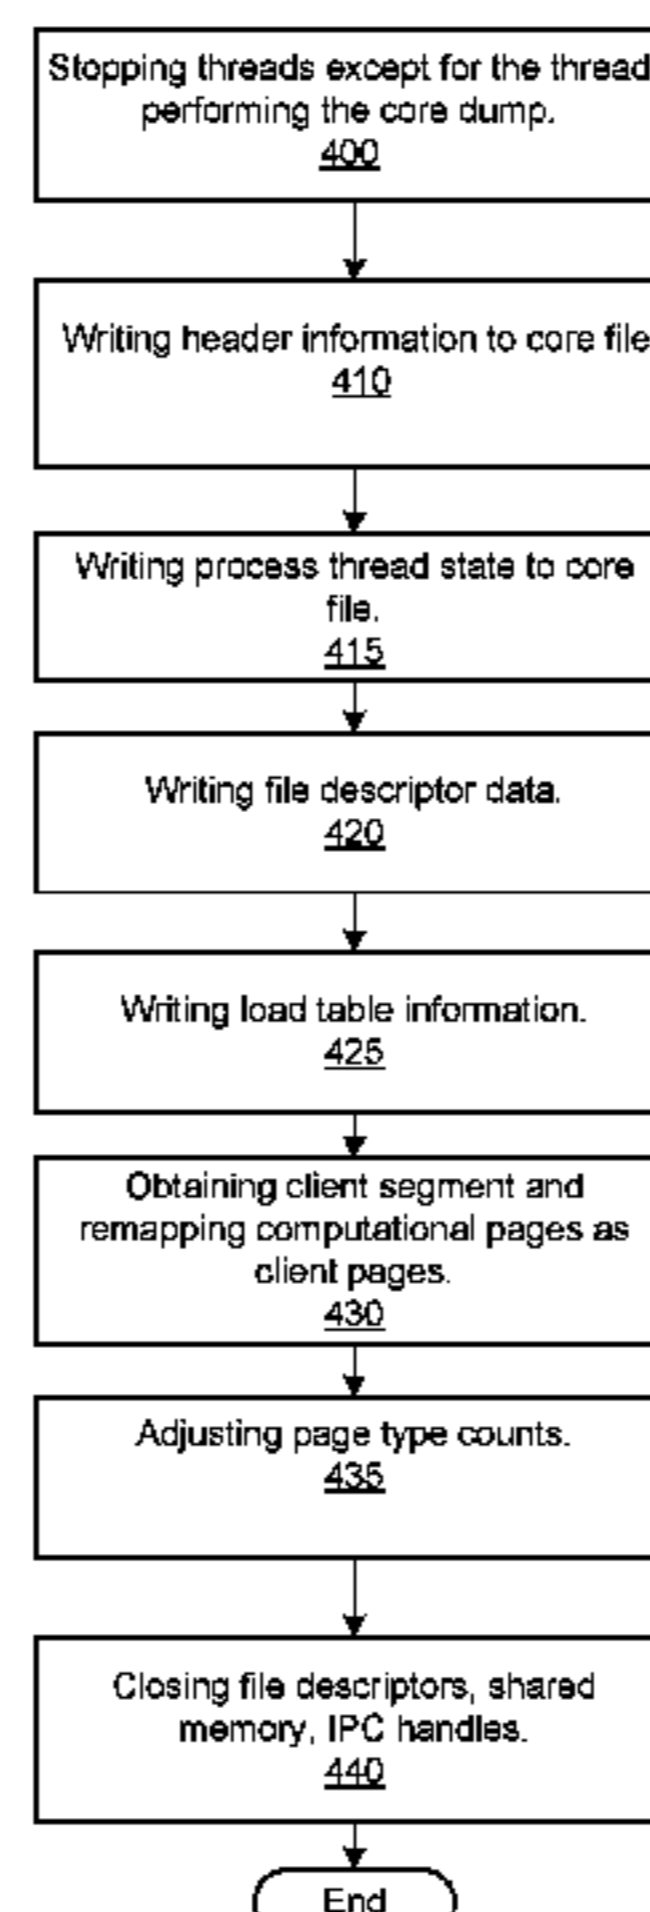 Stopping threads except for the thread
performing the core dump.
400
Writing header information to core file
410
Writing process thread state to core
file.
415
Writing file descriptor data.
420
Writing load table information.
425
Obtaining client segment and
remapping computational pages as
client pages.
430
Adjusting page type counts.
435
Closing file descriptors, shared
memory, IPC handles.
440
End